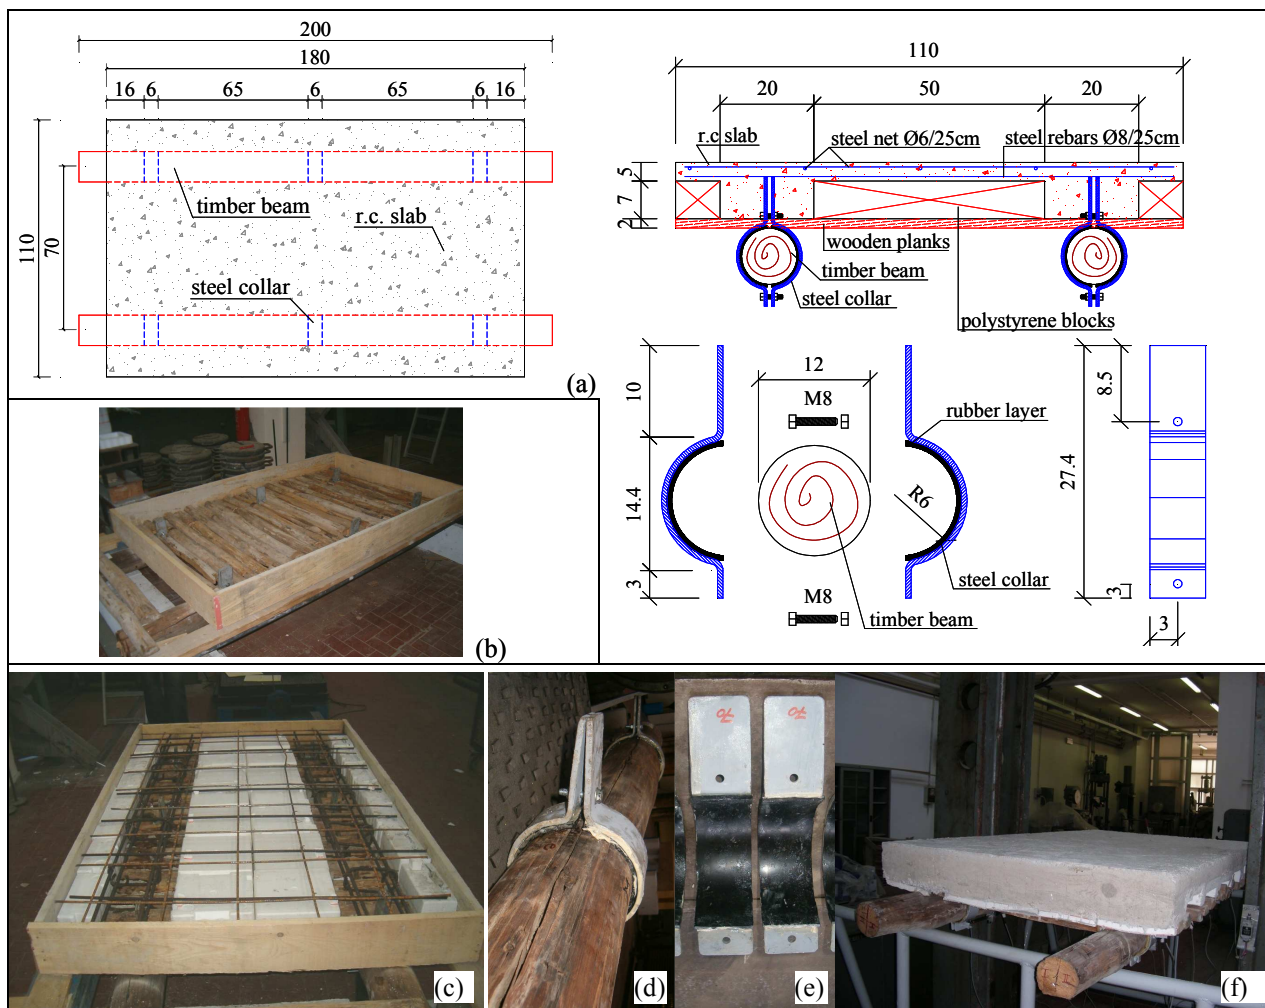 200
180
16 6 65 6 65 6 16
110
70
timber beam
r.c. slab
steel collar
(a)
110
20 50 20
r.c slab
steel net Ø6/25cm
steel rebars Ø8/25cm
5
7
2
wooden planks
timber beam
steel collar
polystyrene blocks
10
14.4
3
12
M8
rubber layer
R6
steel collar
M8
timber beam
27.4
8.5
3
3
(b)
(c)
(d)
70
70
(e)
(f)